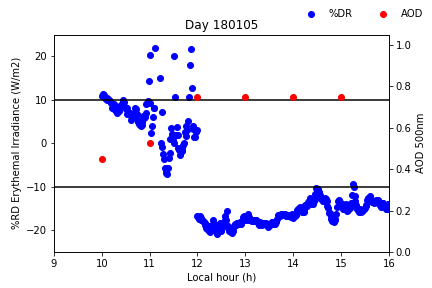 %DR AOD
Day 180105
%RD Erythemal Irradiance (W/m2)
20
10
0
−10
−20
1.0
0.8
0.6
0.4
0.2
0.0
AOD 500nm
9 10 11 12 13 14 15 16
Local hour (h)